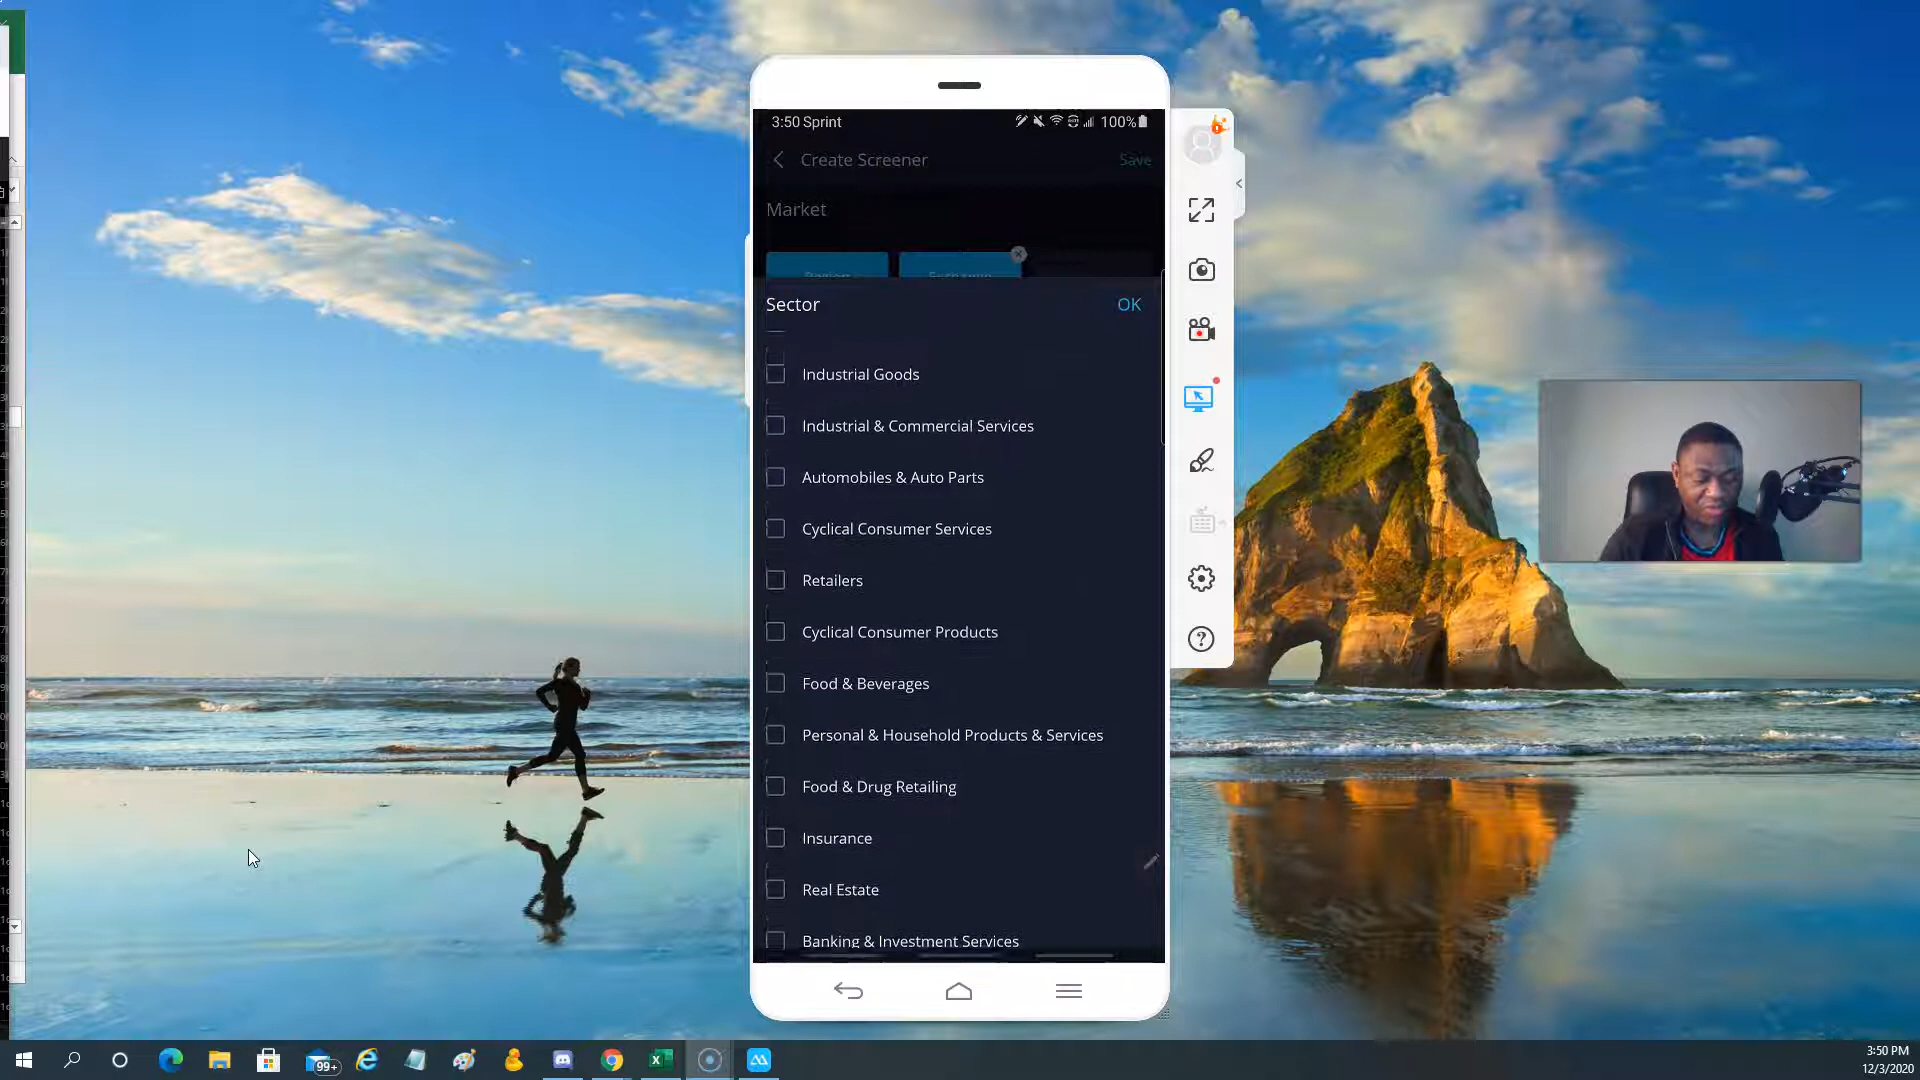 3:50 Sprint
100%
Create Screener
Save
Market
Region
Exchange
Sector
OK
Industrial Goods
Industrial & Commercial Services
Automobiles & Auto Parts
Cyclical Consumer Services
Retailers
Cyclical Consumer Products
Food & Beverages
Personal & Household Products & Services
Food & Drug Retailing
Insurance
Real Estate
Banking & Investment Services
99+
3:50 PM
12/3/2020